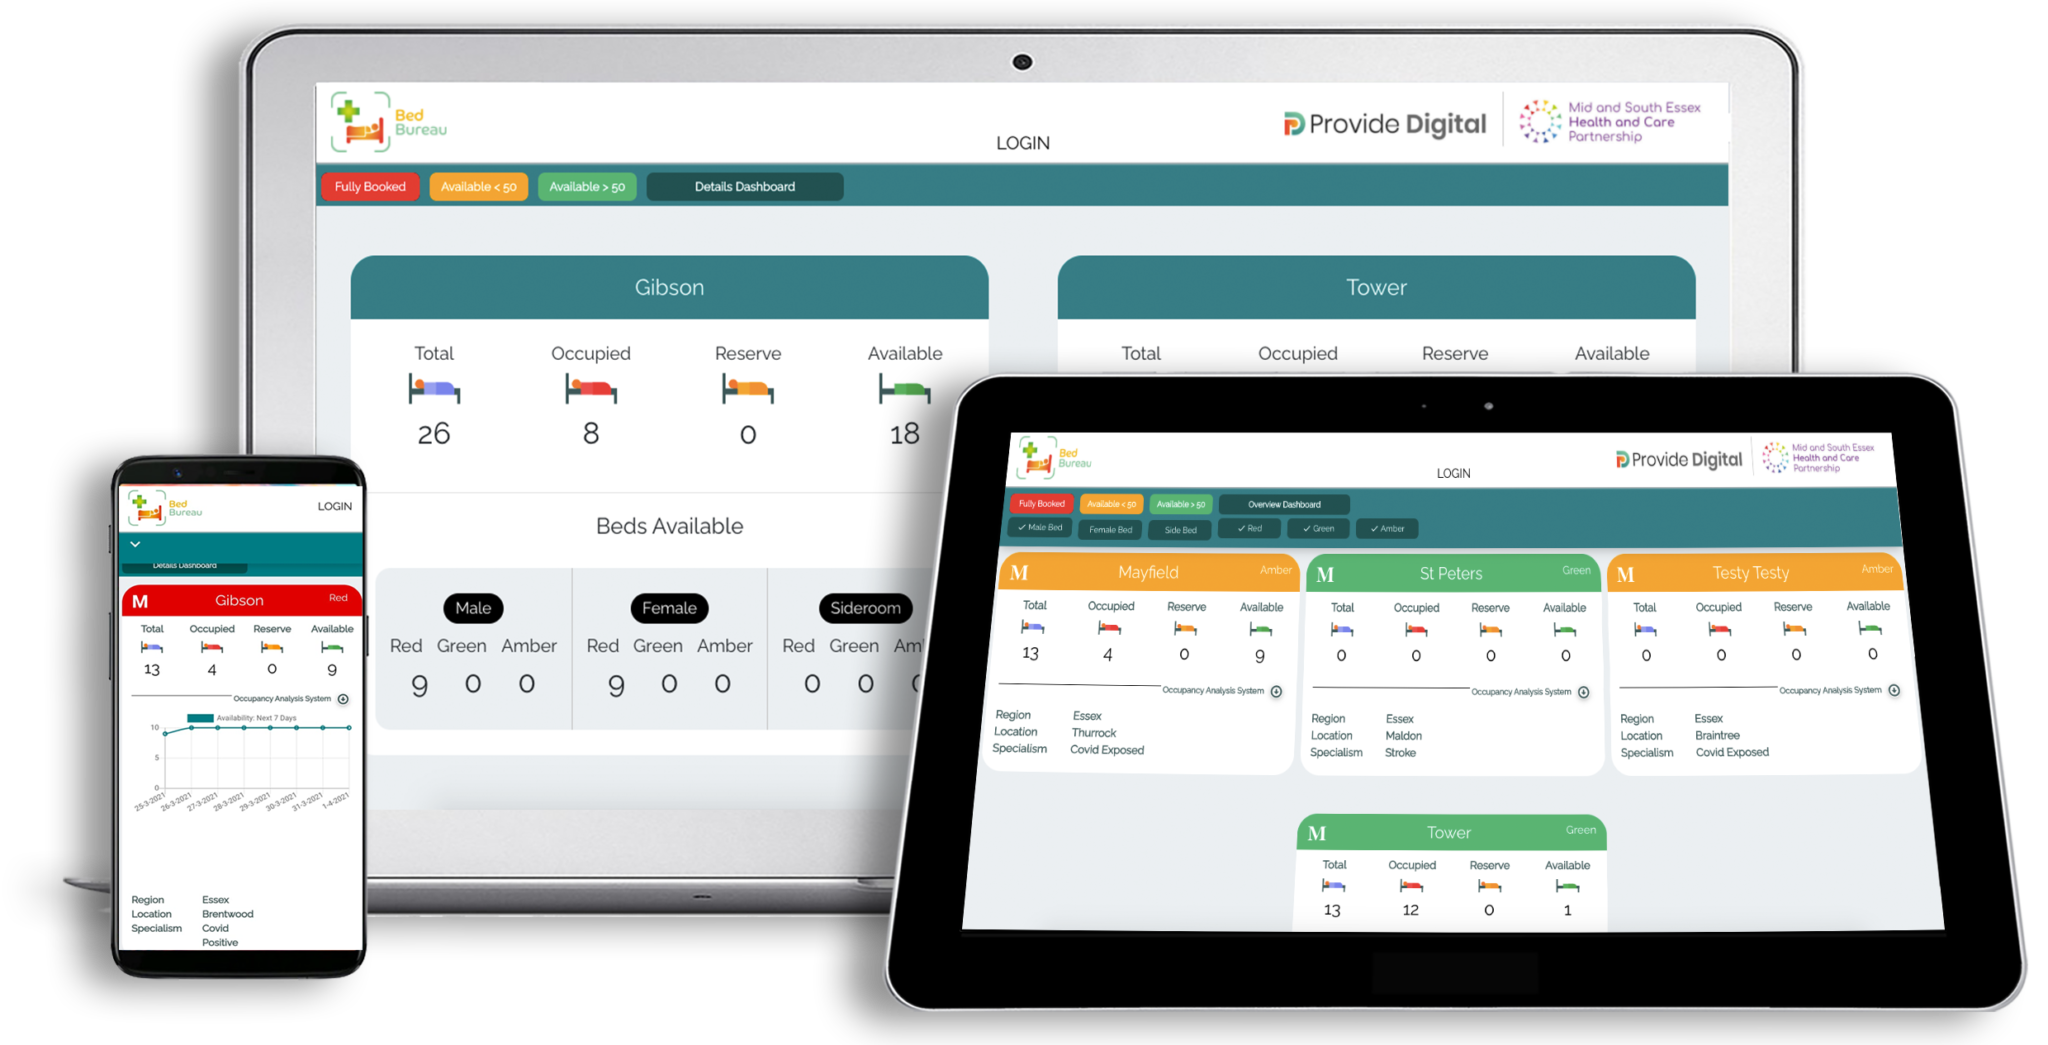 Bed
Bureau
LOGIN
Provide Digital
Mid and South Essex
Health and Care
Partnership
Fully Booked
Available < 50
Available > 50
Details Dashboard
Gibson
Total Occupied Reserve Available
26 8 0 18
Beds Available
Male Female Sideroom
Red Green Amber Red Green Amber Red Green Am
9 0 0 9 0 0 0 0
Tower
Total Occupied Reserve Available
Bed
Bureau
LOGIN
Details Dashboard
M Gibson Red
Total Occupied Reserve Available
13 4 0 9
Occupancy Analysis System
Availability: Next 7 Days
10
5
0
25-3-2021 26-3-2021 27-3-2021 28-3-2021 29-3-2021 30-3-2021 31-3-2021 1-4-2021
Region Essex
Location Brentwood
Specialism Covid
Positive
Bed
Bureau
LOGIN
Provide Digital
Mid and South Essex
Health and Care
Partnership
Fully Booked Available < 50 Available > 50 Overview Dashboard
Male Bed Female Bed Side Bed Red Green Amber
M Mayfield Amber
Total Occupied Reserve Available
13 4 0 9
Occupancy Analysis System
Region Essex
Location Thurrock
Specialism Covid Exposed
M St Peters Green
Total Occupied Reserve Available
0 0 0 0
Occupancy Analysis System
Region Essex
Location Maldon
Specialism Stroke
M Testy Testy Amber
Total Occupied Reserve Available
0 0 0 0
Occupancy Analysis System
Region Essex
Location Braintree
Specialism Covid Exposed
M Tower Green
Total Occupied Reserve Available
13 12 0 1